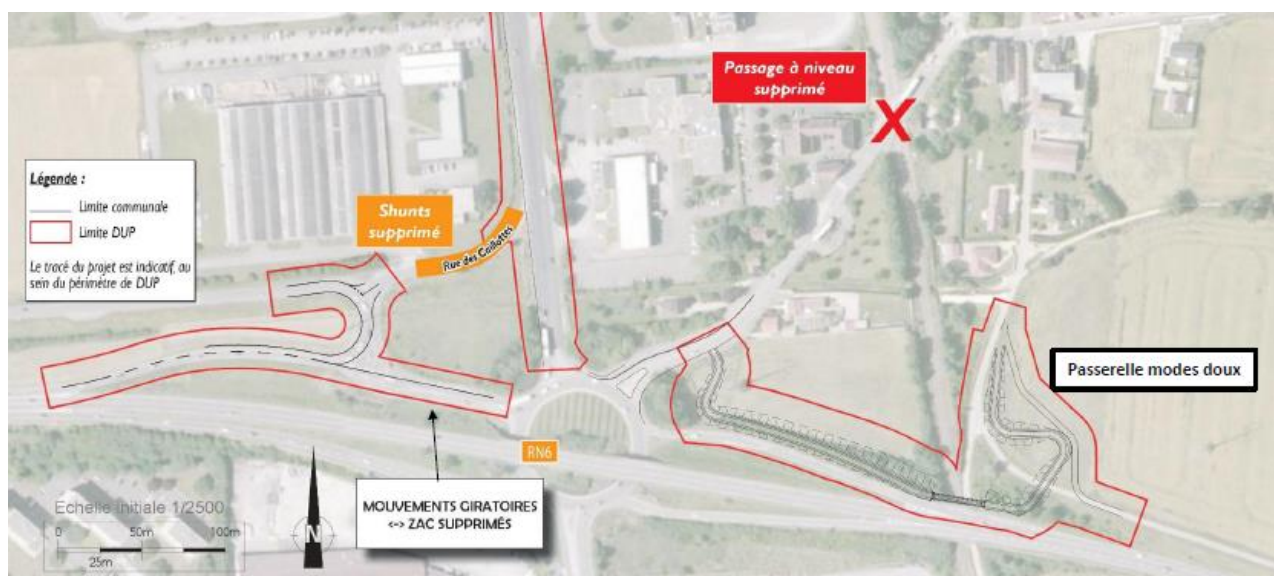 Passage à niveau
supprimé
Légende :
Limite communale
Limite DUP
Le tracé du projet est indicatif, au
sein du périmètre de DUP
Shunts
supprimé
Rue des Caillottes
Passerelle modes doux
RN6
MOUVEMENTS GIRATOIRES
<-> ZAC SUPPRIMÉS
Echelle initiale 1/2500
0 50m 100m
25m
N